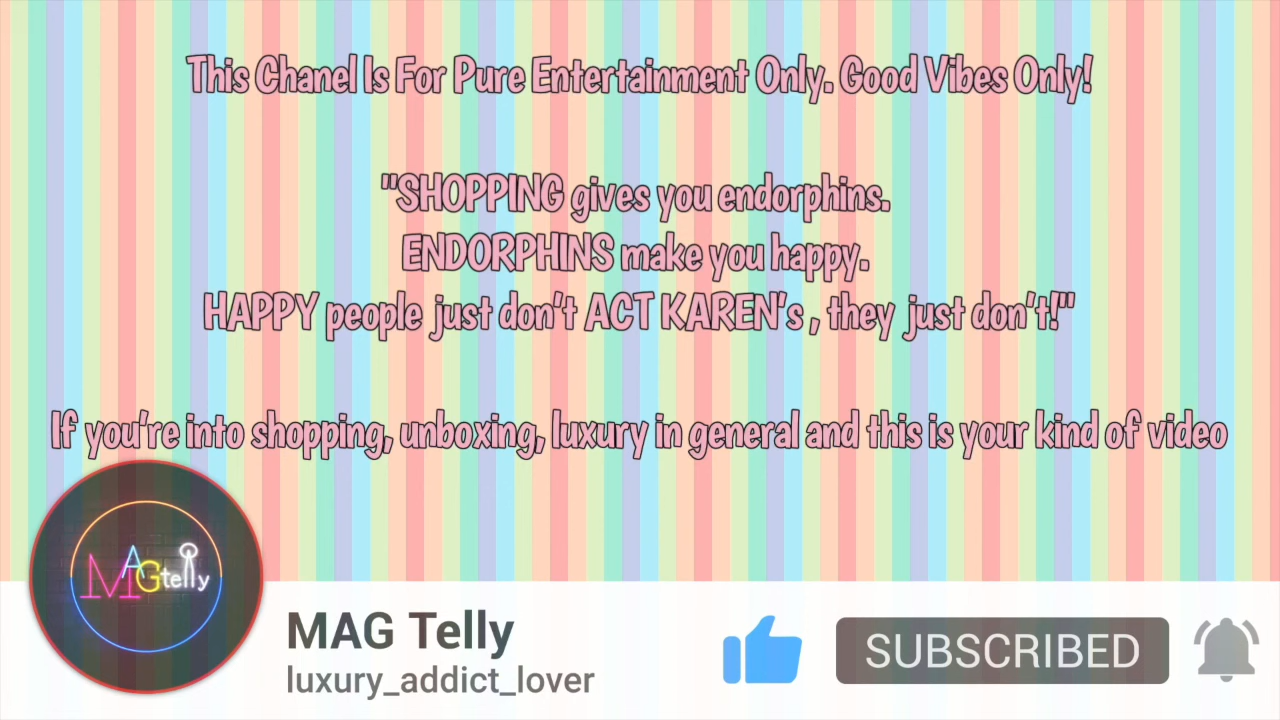 This Chanel Is For Pure Entertainment Only. Good Vibes Only!
"SHOPPING gives you endorphins.
ENDORPHINS make you happy.
HAPPY people just don't ACT KAREN's , they just don't!"
If you're into shopping, unboxing, luxury in general and this is your kind of video
MAGtelly
MAG Telly
luxury_addict_lover
SUBSCRIBED